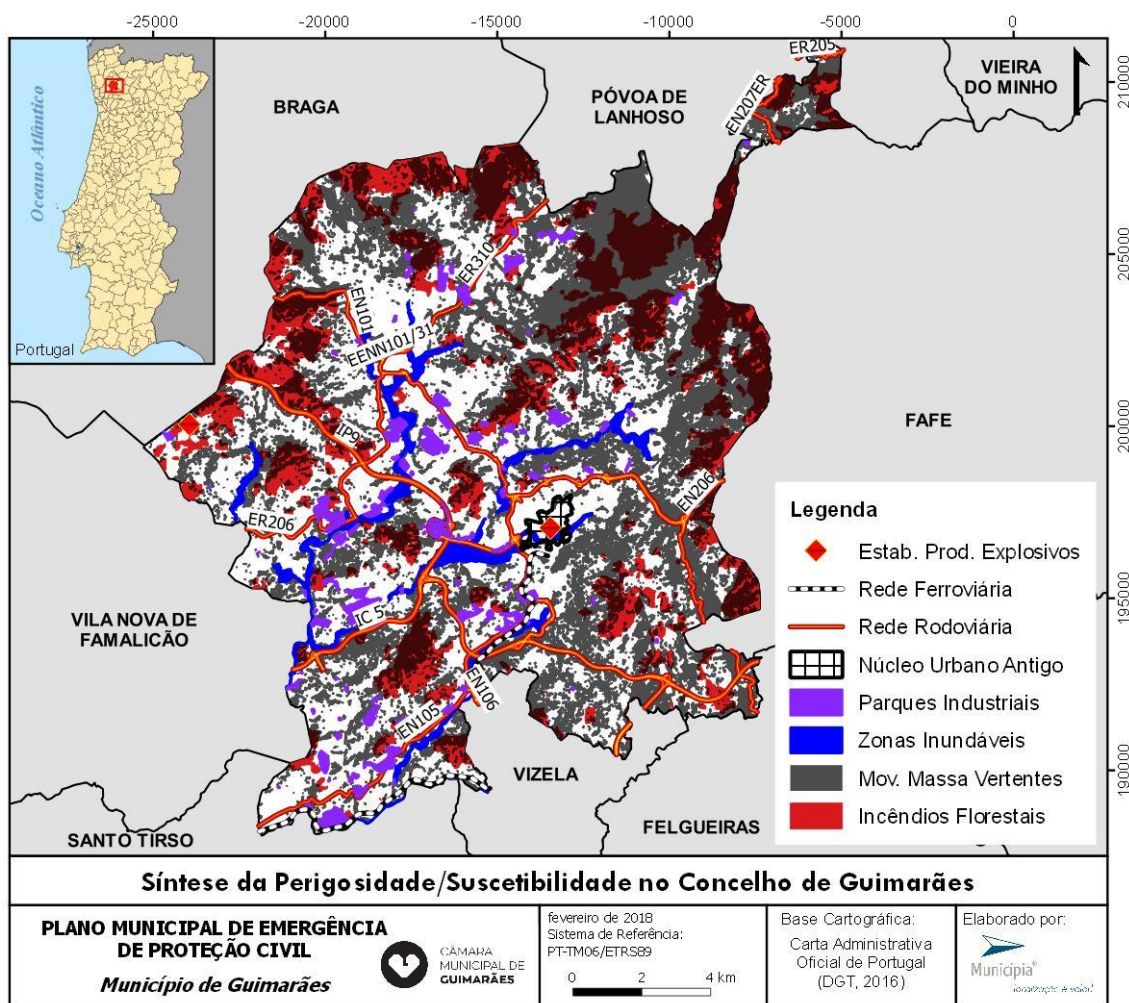 -25000
-20000
-15000
-10000
-5000
0
210000
205000
200000
195000
190000
Oceano Atlântico
Portugal
BRAGA
PÓVOA DE
LANHOSO
VIEIRA
DO MINHO
FAFE
VILA NOVA DE
FAMALICÃO
SANTO TIRSO
VIZELA
FELGUEIRAS
ER205
EN207ER
ER310
EN101
EENN101/31
IP9
ER206
EN206
IC 5
EN106
EN105
Legenda
Estab. Prod. Explosivos
Rede Ferroviária
Rede Rodoviária
Núcleo Urbano Antigo
Parques Industriais
Zonas Inundáveis
Mov. Massa Vertentes
Incêndios Florestais
Síntese da Perigosidade/Suscetibilidade no Concelho de Guimarães
PLANO MUNICIPAL DE EMERGÊNCIA
DE PROTEÇÃO CIVIL
Município de Guimarães
CÂMARA
MUNICIPAL DE
GUIMARÃES
fevereiro de 2018
Sistema de Referência:
PT-TM06/ETRS89
0 2 4 km
Base Cartográfica:
Carta Administrativa
Oficial de Portugal
(DGT, 2016)
Elaborado por:
Município®
localização é valor!